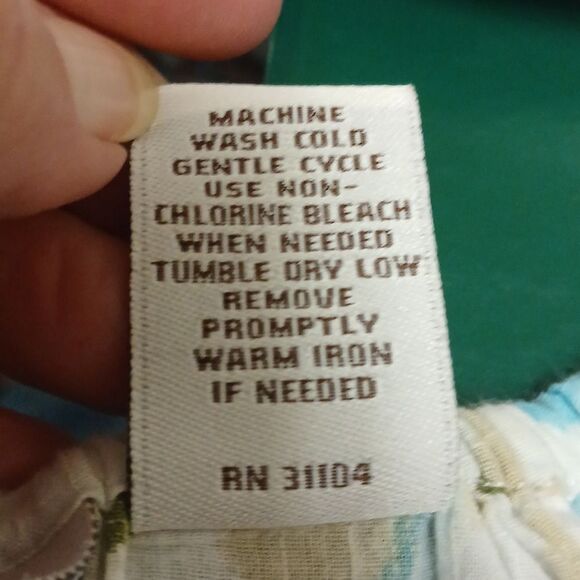 MACHINE
WASH COLD
GENTLE CYCLE
USE NON-
CHLORINE BLEACH
WHEN NEEDED
TUMBLE DRY LOW
REMOVE
PROMPTLY
WARM IRON
IF NEEDED
RN 31104